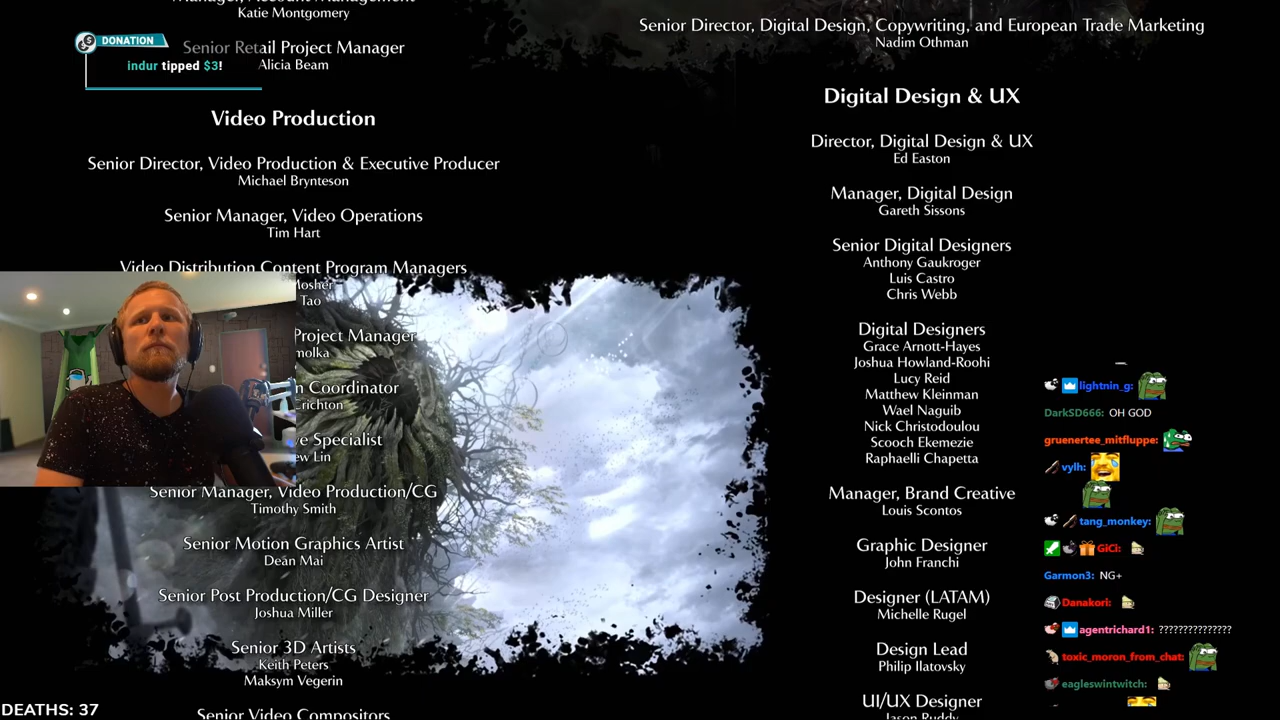 Katie Montgomery
Senior Retail Project Manager
Alicia Beam
DONATION
indur tipped $3!
Video Production
Senior Director, Video Production & Executive Producer
Michael Brynteson
Senior Manager, Video Operations
Tim Hart
Video Distribution Content Program Managers
Mosher
Tao
Project Manager
Coordinator
Crichton
Specialist
Lin
Senior Manager, Video Production/CG
Timothy Smith
Senior Motion Graphics Artist
Dean Mai
Senior Post Production/CG Designer
Joshua Miller
Senior 3D Artists
Keith Peters
Maksym Vegerin
Senior Video Compositors
DEATHS: 37
Senior Director, Digital Design, Copywriting, and European Trade Marketing
Nadim Othman
Digital Design & UX
Director, Digital Design & UX
Ed Easton
Manager, Digital Design
Gareth Sissons
Senior Digital Designers
Anthony Gaukroger
Luis Castro
Chris Webb
Digital Designers
Grace Arnott-Hayes
Joshua Howland-Roohi
Lucy Reid
Matthew Kleinman
Wael Naguib
Nick Christodoulou
Scooch Ekemezie
Raphaelli Chapetta
Manager, Brand Creative
Louis Scontos
Graphic Designer
John Franchi
Designer (LATAM)
Michelle Rugel
Design Lead
Philip Ilatovsky
UI/UX Designer
Jason Ruddy
lightnin_g:
DarkSD666: OH GOD
gruenertee_mitfluppe:
vylh:
tang_monkey:
GiCi:
Garmon3: NG+
Danakori:
agentrichard1: ???????????????
toxic_moron_from_chat:
eagleswintwitch: